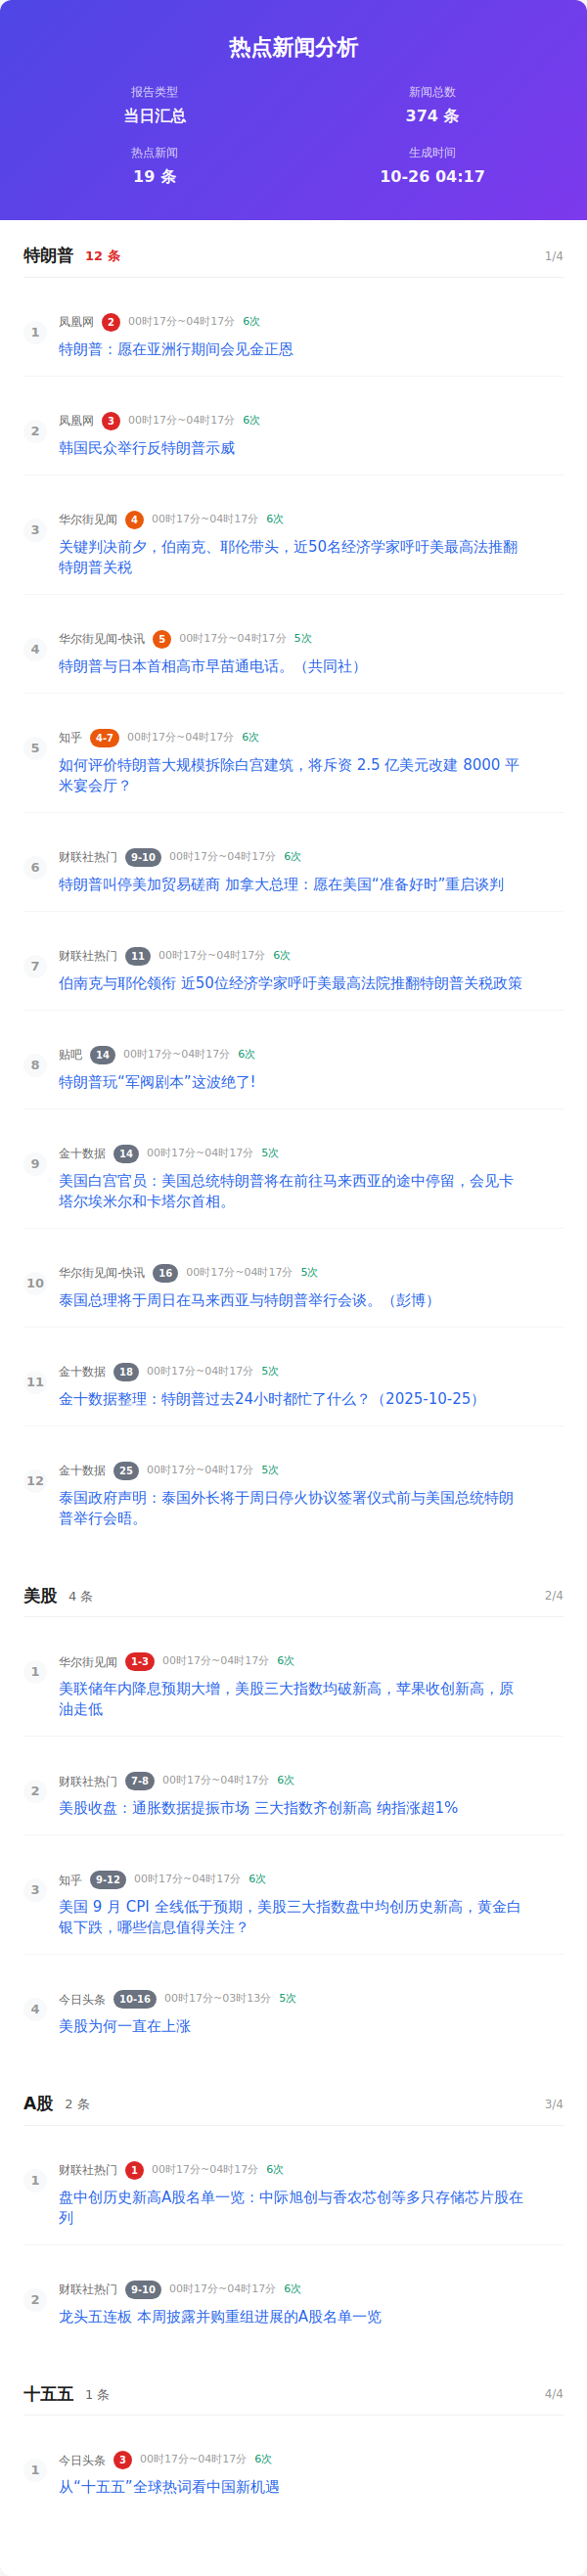 热点新闻分析
报告类型
当日汇总
新闻总数
374 条
热点新闻
19 条
生成时间
10-26 04:17
特朗普 12 条 1/4
1 凤凰网 2 00时17分~04时17分 6次
特朗普：愿在亚洲行期间会见金正恩
2 凤凰网 3 00时17分~04时17分 6次
韩国民众举行反特朗普示威
3 华尔街见闻 4 00时17分~04时17分 6次
关键判决前夕，伯南克、耶伦带头，近50名经济学家呼吁美最高法推翻
特朗普关税
4 华尔街见闻-快讯 5 00时17分~04时17分 5次
特朗普与日本首相高市早苗通电话。（共同社）
5 知乎 4-7 00时17分~04时17分 6次
如何评价特朗普大规模拆除白宫建筑，将斥资 2.5 亿美元改建 8000 平
米宴会厅？
6 财联社热门 9-10 00时17分~04时17分 6次
特朗普叫停美加贸易磋商 加拿大总理：愿在美国“准备好时”重启谈判
7 财联社热门 11 00时17分~04时17分 6次
伯南克与耶伦领衔 近50位经济学家呼吁美最高法院推翻特朗普关税政策
8 贴吧 14 00时17分~04时17分 6次
特朗普玩“军阀剧本”这波绝了!
9 金十数据 14 00时17分~04时17分 5次
美国白宫官员：美国总统特朗普将在前往马来西亚的途中停留，会见卡
塔尔埃米尔和卡塔尔首相。
10 华尔街见闻-快讯 16 00时17分~04时17分 5次
泰国总理将于周日在马来西亚与特朗普举行会谈。（彭博）
11 金十数据 18 00时17分~04时17分 5次
金十数据整理：特朗普过去24小时都忙了什么？（2025-10-25）
12 金十数据 25 00时17分~04时17分 5次
泰国政府声明：泰国外长将于周日停火协议签署仪式前与美国总统特朗
普举行会晤。
美股 4 条 2/4
1 华尔街见闻 1-3 00时17分~04时17分 6次
美联储年内降息预期大增，美股三大指数均破新高，苹果收创新高，原
油走低
2 财联社热门 7-8 00时17分~04时17分 6次
美股收盘：通胀数据提振市场 三大指数齐创新高 纳指涨超1%
3 知乎 9-12 00时17分~04时17分 6次
美国 9 月 CPI 全线低于预期，美股三大指数盘中均创历史新高，黄金白
银下跌，哪些信息值得关注？
4 今日头条 10-16 00时17分~03时13分 5次
美股为何一直在上涨
A股 2 条 3/4
1 财联社热门 1 00时17分~04时17分 6次
盘中创历史新高A股名单一览：中际旭创与香农芯创等多只存储芯片股在
列
2 财联社热门 9-10 00时17分~04时17分 6次
龙头五连板 本周披露并购重组进展的A股名单一览
十五五 1 条 4/4
1 今日头条 3 00时17分~04时17分 6次
从“十五五”全球热词看中国新机遇